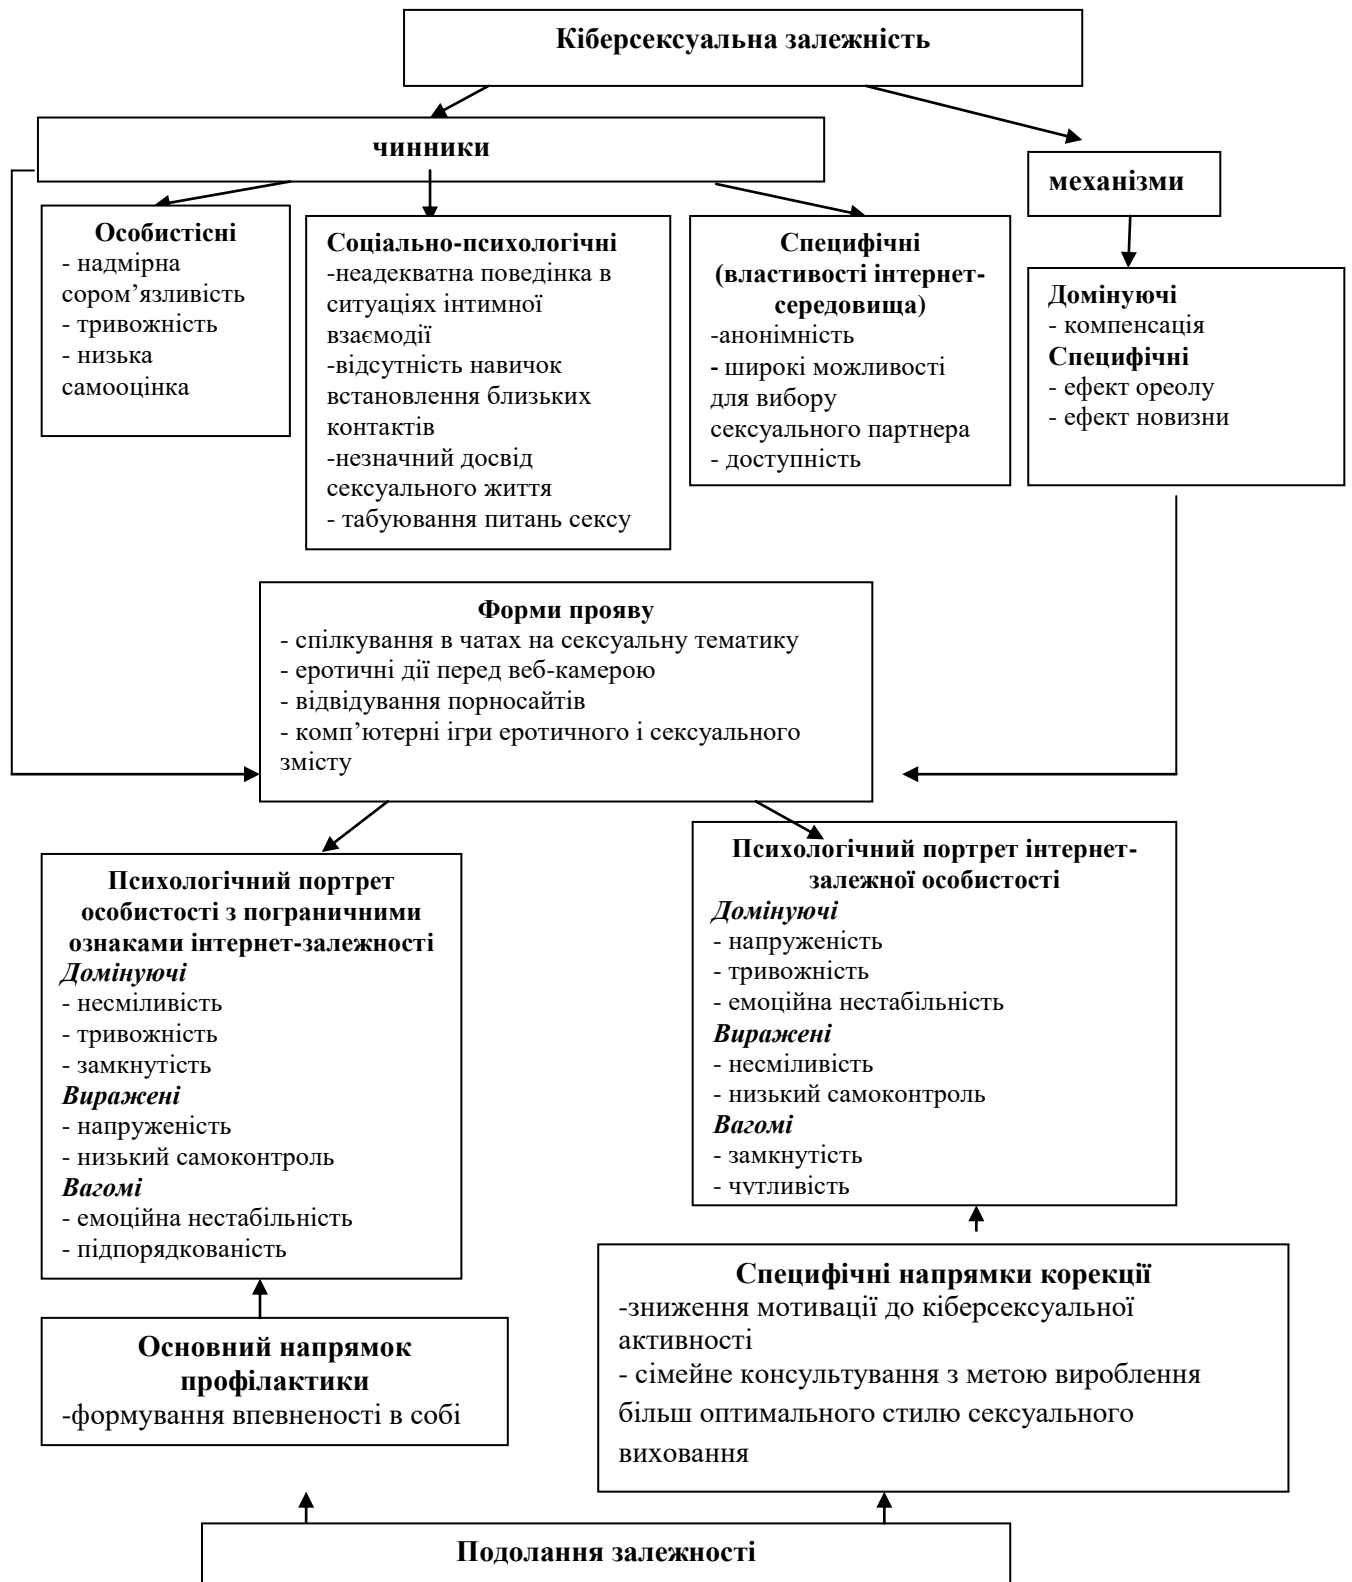 Кіберсексуальна залежність
чинники
механізми
Особистісні
- надмірна
сором’язливість
- тривожність
- низька
самооцінка
Соціально-психологічні
-неадекватна поведінка в
ситуаціях інтимної
взаємодії
-відсутність навичок
встановлення близьких
контактів
-незначний досвід
сексуального життя
- табуювання питань сексу
Специфічні
(властивості інтернет-
середовища)
-анонімність
- широкі можливості
для вибору
сексуального партнера
- доступність
Домінуючі
- компенсація
Специфічні
- ефект ореолу
- ефект новизни
Форми прояву
- спілкування в чатах на сексуальну тематику
- еротичні дії перед веб-камерою
- відвідування порносайтів
- комп’ютерні ігри еротичного і сексуального
змісту
Психологічний портрет
особистості з пограничними
ознаками інтернет-залежності
Домінуючі
- несміливість
- тривожність
- замкнутість
Виражені
- напруженість
- низький самоконтроль
Вагомі
- емоційна нестабільність
- підпорядкованість
Психологічний портрет інтернет-
залежної особистості
Домінуючі
- напруженість
- тривожність
- емоційна нестабільність
Виражені
- несміливість
- низький самоконтроль
Вагомі
- замкнутість
- чутливість
Основний напрямок
профілактики
-формування впевненості в собі
Специфічні напрямки корекції
-зниження мотивації до кіберсексуальної
активності
- сімейне консультування з метою вироблення
більш оптимального стилю сексуального
виховання
Подолання залежності